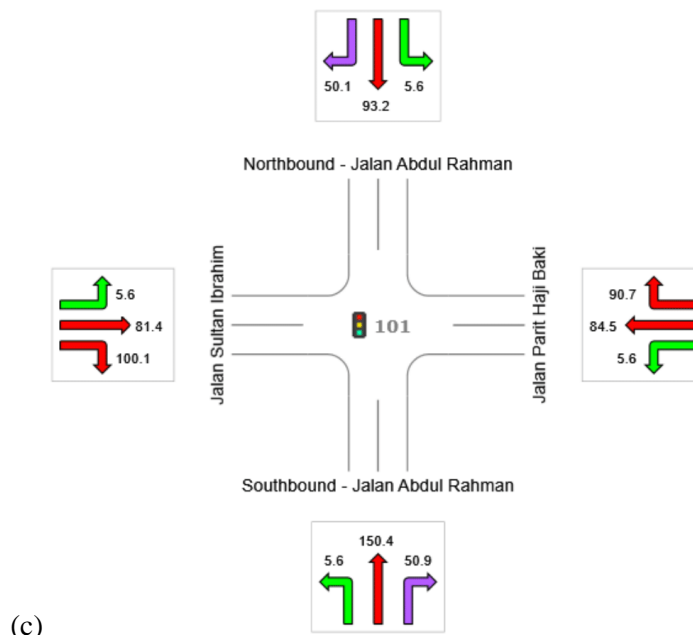 50.1
5.6
93.2
Northbound - Jalan Abdul Rahman
Jalan Sultan Ibrahim
Jalan Parit Haji Baki
5.6
81.4
100.1
101
90.7
84.5
5.6
Southbound - Jalan Abdul Rahman
150.4
5.6
50.9
(c)